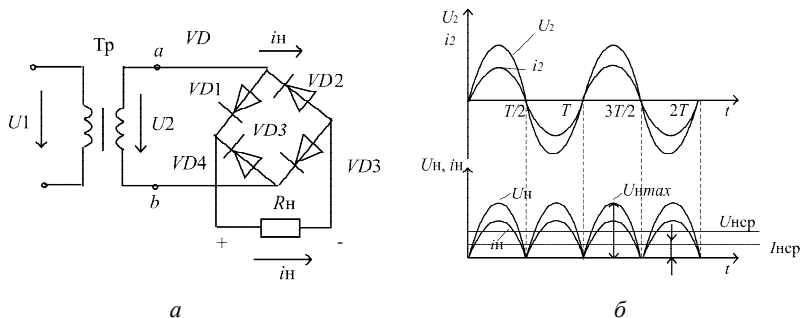 Тр
VD
a
iн
VD1
VD2
U1
U2
VD3
VD4
VD3
b
Rн
+
-
iн
а
U2
i2
U2
i2
T/2
T
3T/2
2T
t
Uн, iн
Uн
Uнmax
Uнср
iн
Iнср
t
б